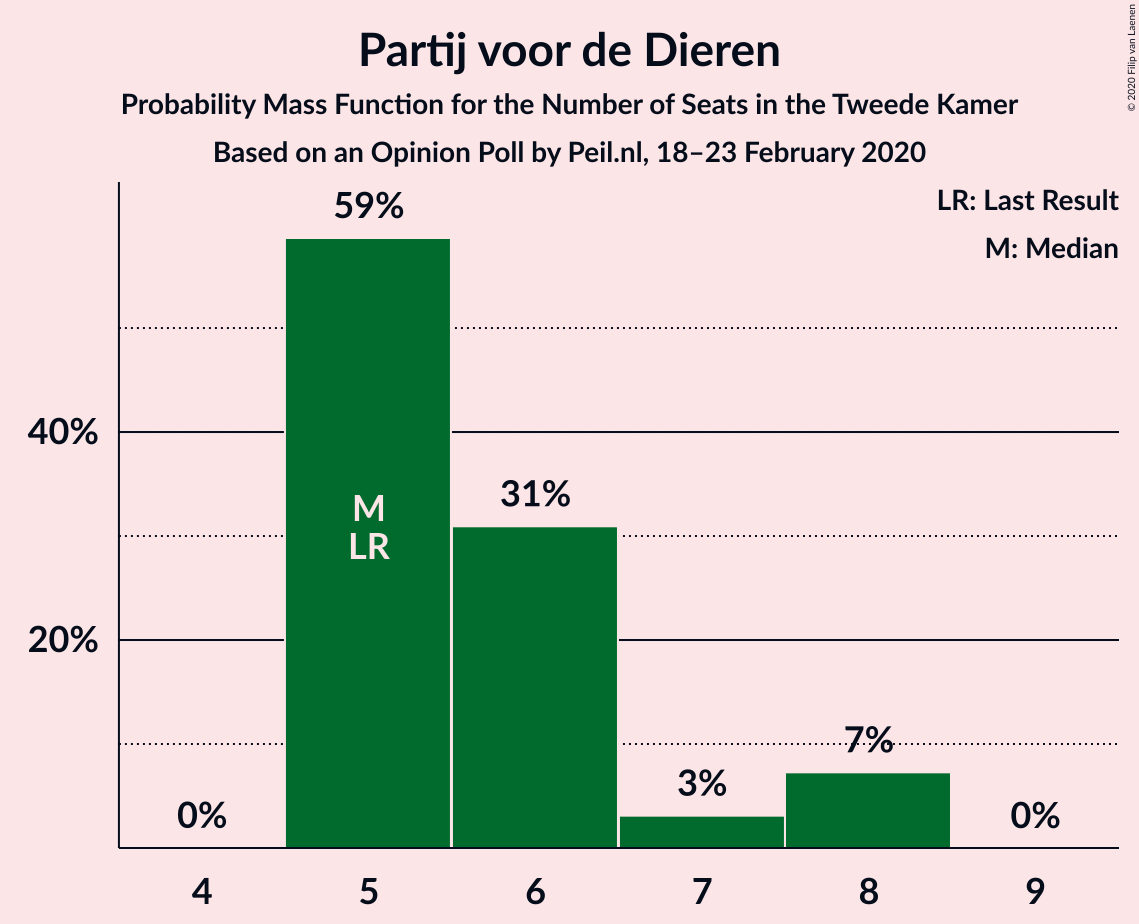 Partij voor de Dieren
Probability Mass Function for the Number of Seats in the Tweede Kamer
Based on an Opinion Poll by Peil.nl, 18–23 February 2020
© 2020 Filip van Laenen
LR: Last Result
M: Median
59%
40%
M
LR
31%
20%
7%
3%
0%
0%
4 5 6 7 8 9